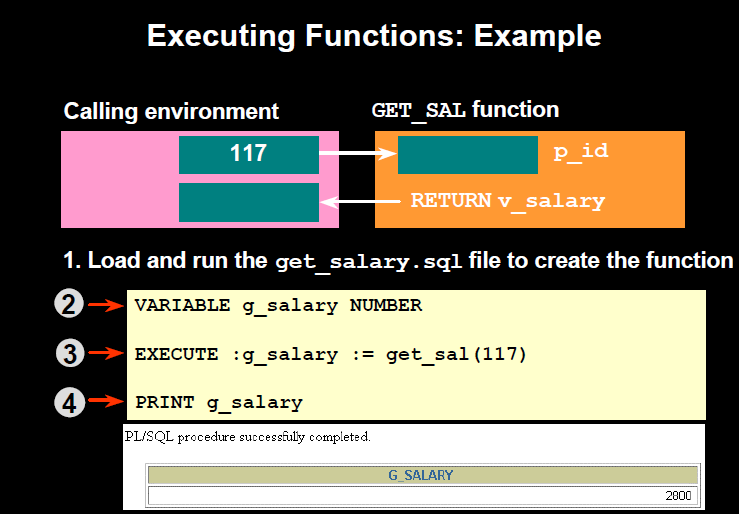 Executing Functions: Example
Calling environment
GET_SAL function
117
p_id
RETURN v_salary
1. Load and run the get_salary.sql file to create the function
2 VARIABLE g_salary NUMBER
3 EXECUTE :g_salary := get_sal(117)
4 PRINT g_salary
PL/SQL procedure successfully completed.
G_SALARY
2800